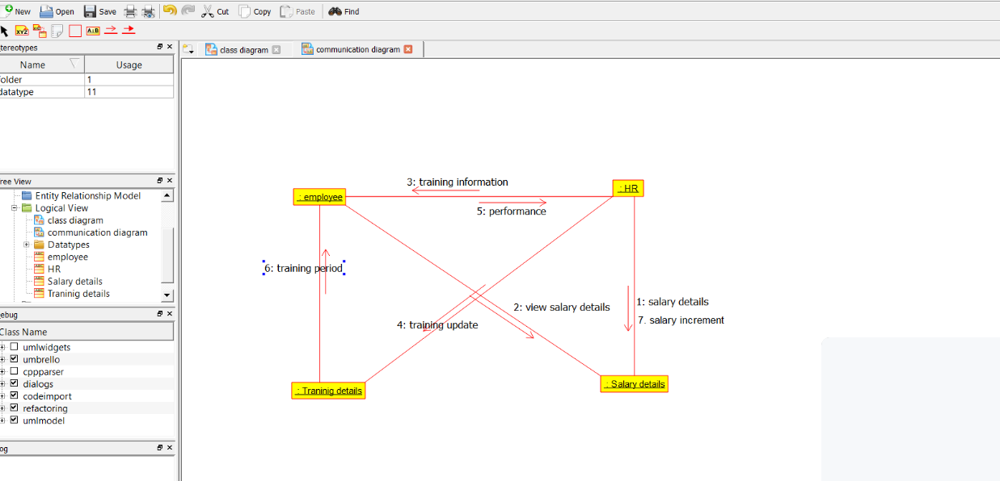 New Open Save Cut Copy Paste Find
XYZ A:B
tereotypes
Name Usage
folder 1
datatype 11
ree View
Entity Relationship Model
Logical View
class diagram
communication diagram
Datatypes
employee
HR
Salary details
Traninig details
ebug
Class Name
umlwidgets
umbrello
cppparser
dialogs
codeimport
refactoring
umlmodel
og
class diagram communication diagram
3: training information
: employee
: HR
5: performance
6: training period
2: view salary details
1: salary details
7. salary increment
4: training update
: Traninig details
: Salary details